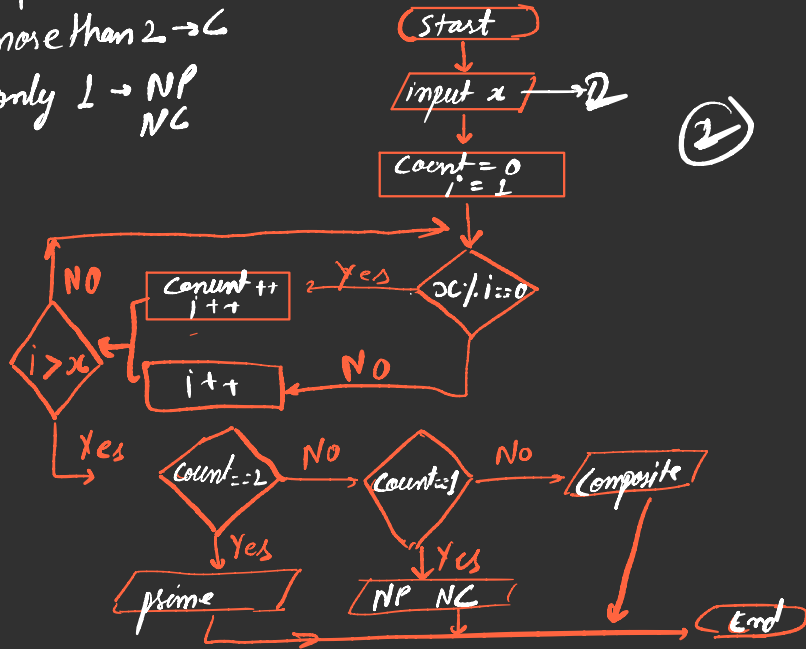 more than 2 → C
only 1 → NP
NC
Start
input x → 2
2
Count = 0
i = 1
x % i == 0
Yes
NO
Conunt ++
i ++
i ++
NO
i > x
Yes
Count == 2
NO
Count == 1
NO
Composite
Yes
Yes
prime
NP NC
End